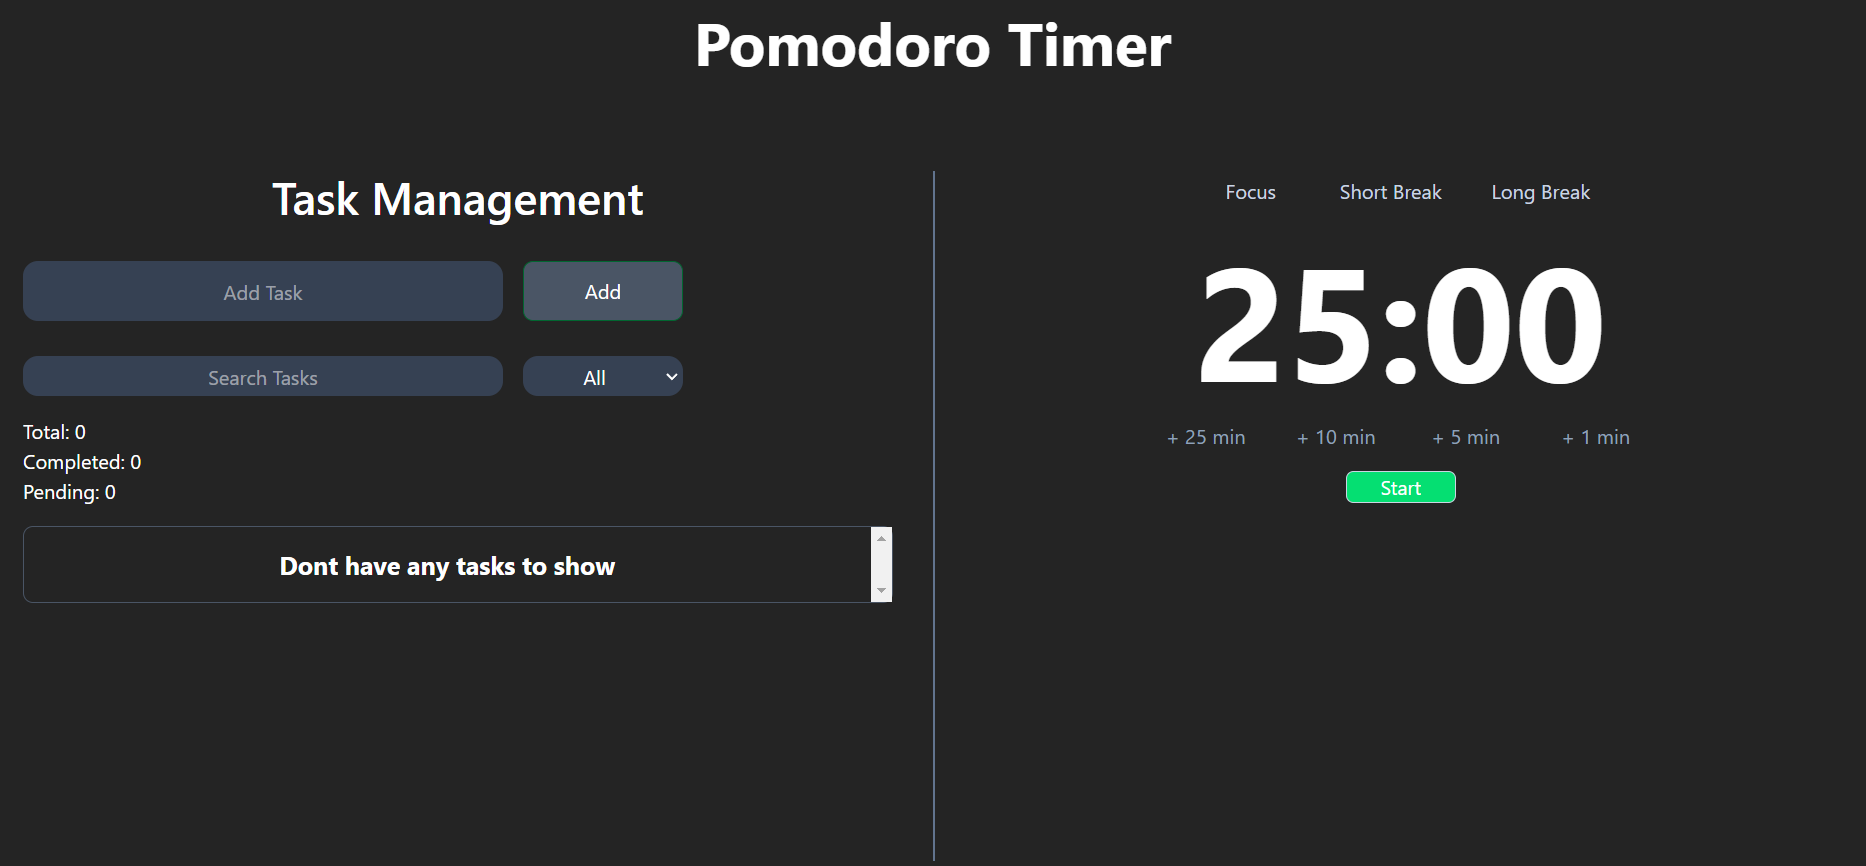 Pomodoro Timer
Task Management
Add Task Add
Search Tasks All
Total: 0
Completed: 0
Pending: 0
Dont have any tasks to show
Focus Short Break Long Break
25:00
+ 25 min + 10 min + 5 min + 1 min
Start